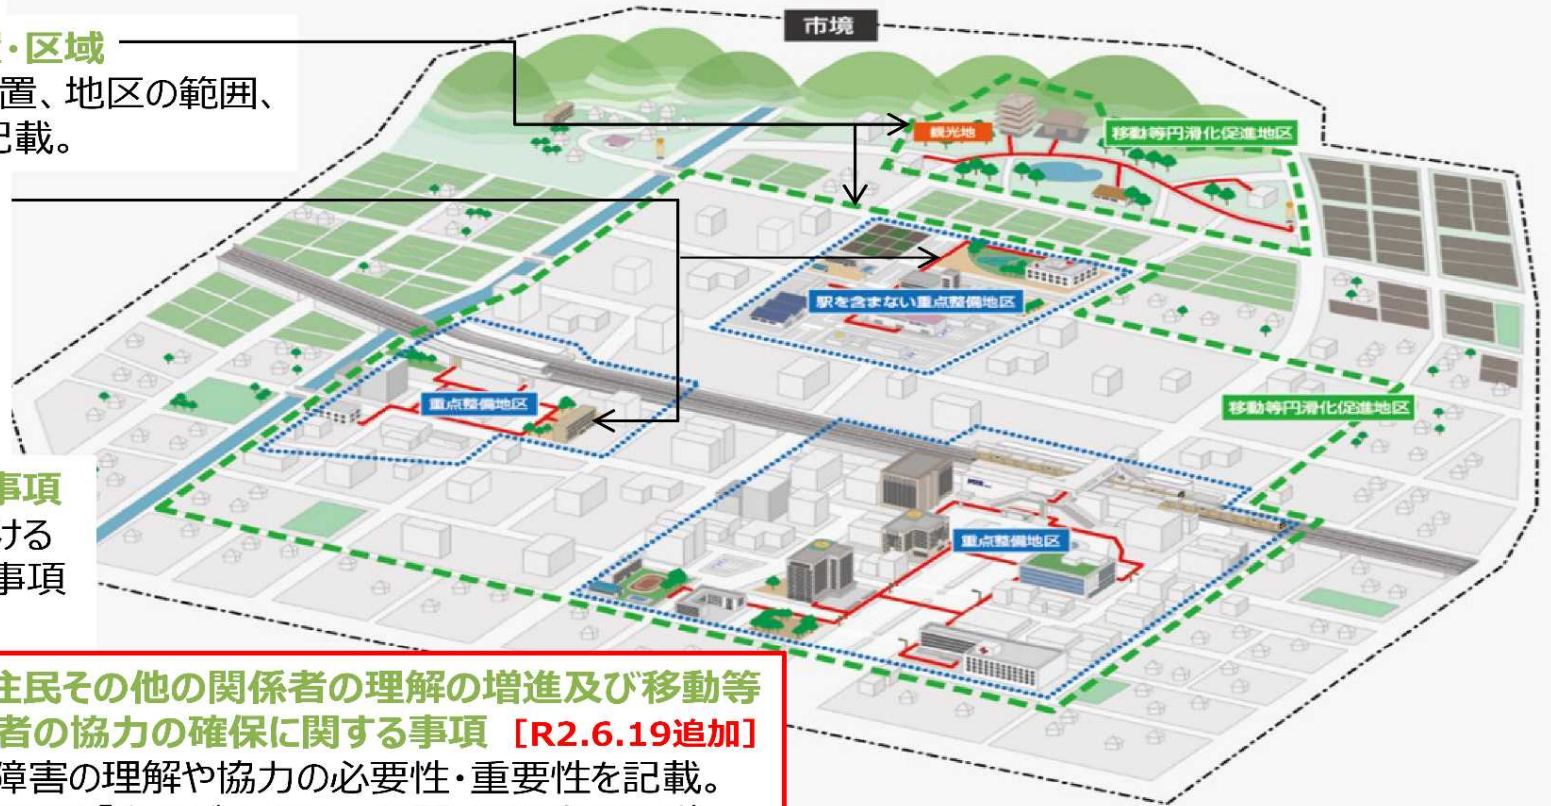 ・区域
置、地区の範囲、
記載。
事項
ける
事項
住民その他の関係者の理解の増進及び移動等
者の協力の確保に関する事項 [R2.6.19追加]
障害の理解や協力の必要性・重要性を記載。
市境
観光地
移動等円滑化促進地区
駅を含まない重点整備地区
重点整備地区
移動等円滑化促進地区
重点整備地区